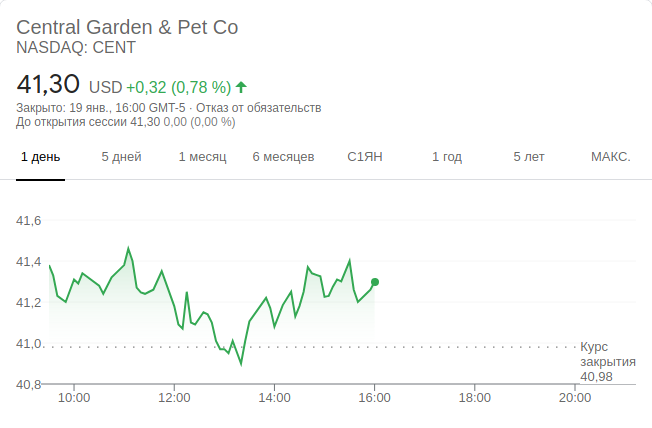 Central Garden & Pet Co
NASDAQ: CENT
41,30 USD +0,32 (0,78 %)
Закрыто: 19 янв., 16:00 GMT-5 · Отказ от обязательств
До открытия сессии 41,30 0,00 (0,00 %)
1 день 5 дней 1 месяц 6 месяцев С1ЯН 1 год 5 лет МАКС.
41,6
41,4
41,2
41,0
40,8
Курс
закрытия
40,98
10:00 12:00 14:00 16:00 18:00 20:00